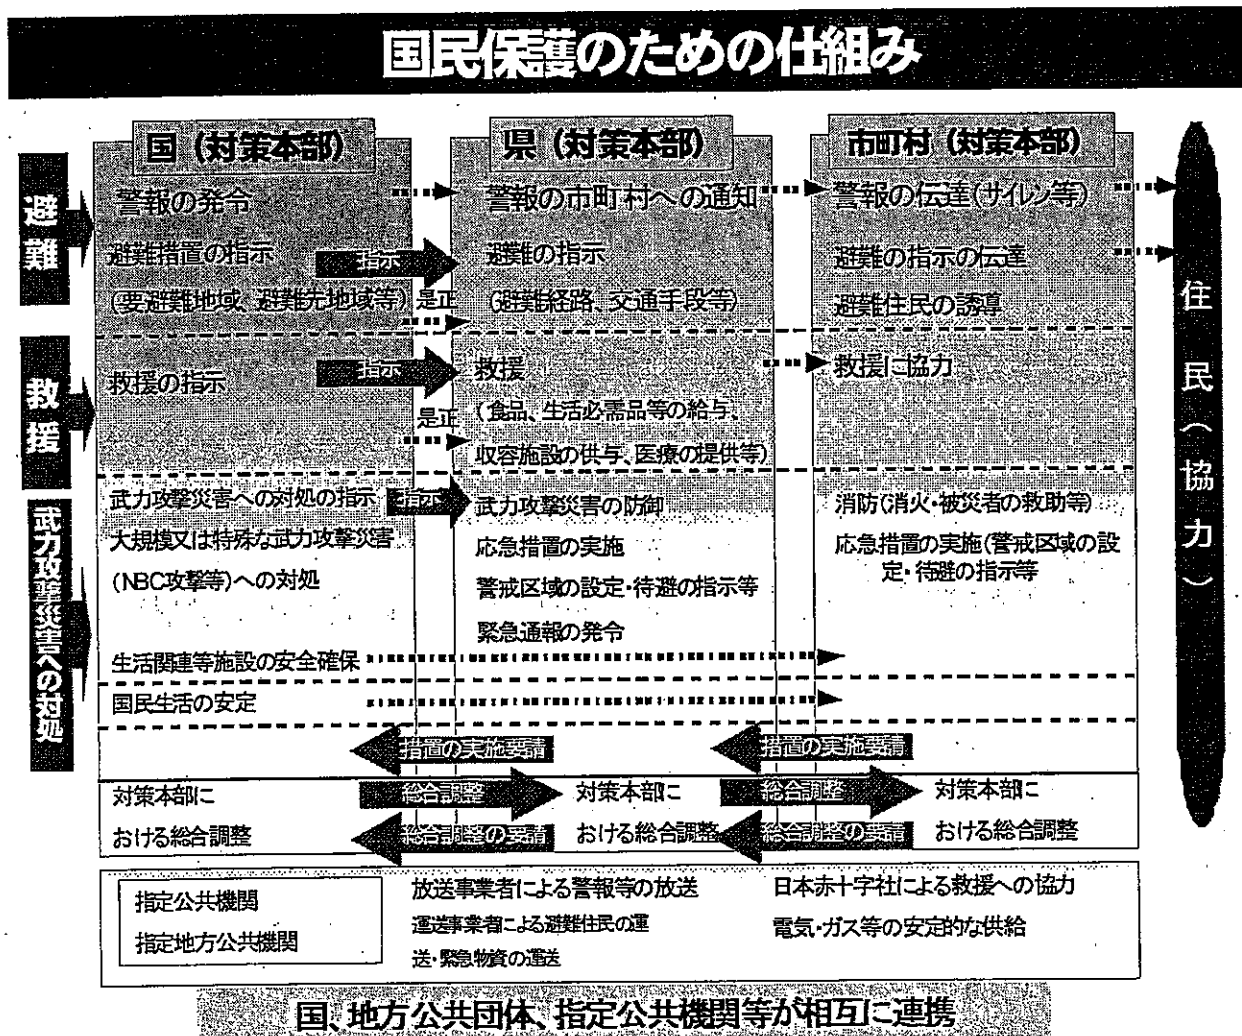 国民保護のための仕組み
国(対策本部)
県(対策本部)
市町村(対策本部)
避難
警報の発令
警報の市町村への通知
警報の伝達(サイレン等)
避難措置の指示
指示
避難の指示
避難の指示の伝達
(要避難地域、避難先地域等)
是正
(避難経路、交通手段等)
避難住民の誘導
救援
救援の指示
指示
救援
救援に協力
是正
(食品、生活必需品等の給与、
収容施設の供与、医療の提供等)
武力攻撃災害への対処
武力攻撃災害への対処の指示
指示
武力攻撃災害の防御
消防(消火・被災者の救助等)
大規模又は特殊な武力攻撃災害
(NBC攻撃等)への対処
応急措置の実施
応急措置の実施(警戒区域の設
定・待避の指示等
警戒区域の設定・待避の指示等
緊急通報の発令
生活関連等施設の安全確保
国民生活の安定
措置の実施要請
措置の実施要請
対策本部に
おける総合調整
総合調整
対策本部に
おける総合調整
総合調整
対策本部に
おける総合調整
総合調整の要請
総合調整の要請
住民(協力)
指定公共機関
指定地方公共機関
放送事業者による警報等の放送
運送事業者による避難住民の運
送・緊急物資の運送
日本赤十字社による救援への協力
電気・ガス等の安定的な供給
国、地方公共団体、指定公共機関等が相互に連携